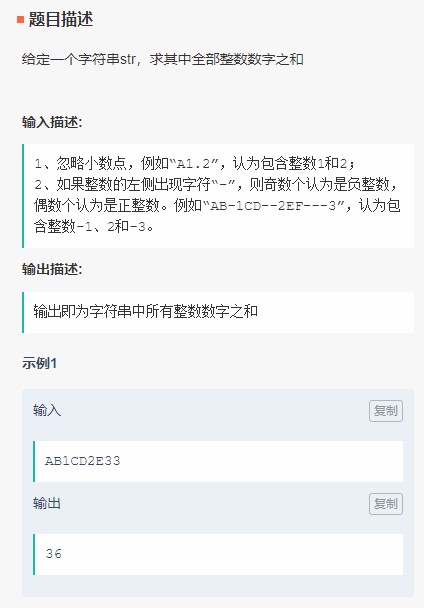 题目描述
给定一个字符串str，求其中全部整数数字之和
输入描述:
1、忽略小数点，例如“A1.2”，认为包含整数1和2；
2、如果整数的左侧出现字符“-”，则奇数个认为是负整数，
偶数个认为是正整数。例如“AB-1CD--2EF---3”，认为包
含整数-1、2和-3。
输出描述:
输出即为字符串中所有整数数字之和
示例1
输入 复制
AB1CD2E33
输出 复制
36